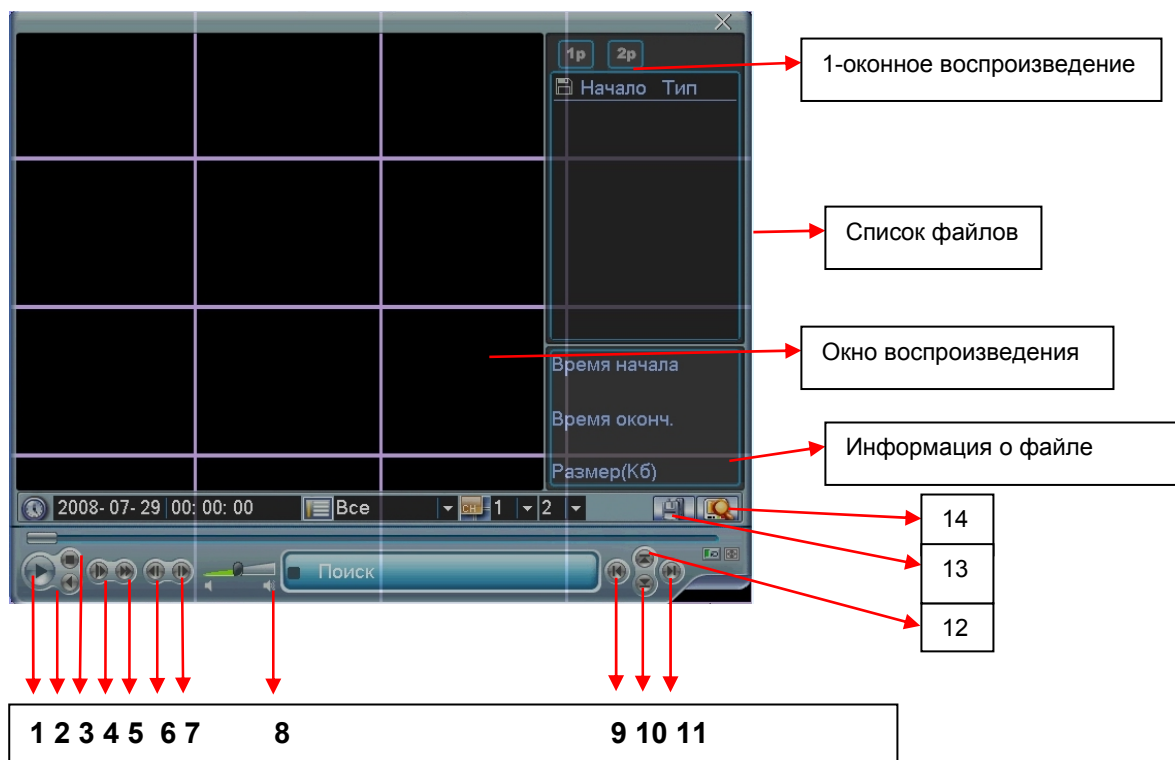 1p 2p
Начало Тип
1-оконное воспроизведение
Список файлов
Окно воспроизведения
Время начала
Время оконч.
Размер(Кб)
Информация о файле
2008- 07- 29 00: 00: 00 Все CH 1 2
Поиск
14
13
12
1 2 3 4 5 6 7 8 9 10 11